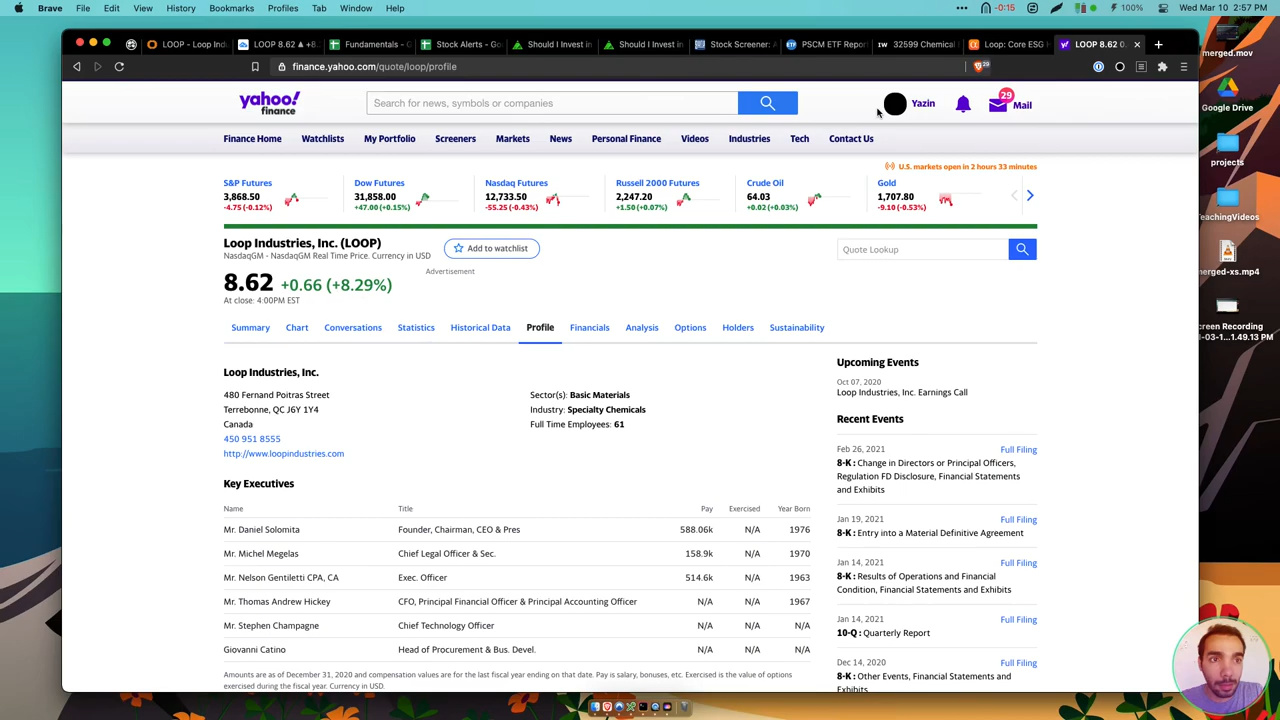 Brave File Edit View History Bookmarks Profiles Tab Window Help
-0:15 100% Wed Mar 10 2:57 PM
LOOP - Loop Ind
LOOP 8.62 ▲ +8.
Fundamentals - G
Stock Alerts - Go
Should I Invest in
Should I Invest in
Stock Screener: A
PSCM ETF Report
32599 Chemical
Loop: Core ESG H
LOOP 8.62 0.
finance.yahoo.com/quote/loop/profile
29
merged.mov
Google Drive
projects
TeachingVideos
merged-xs.mp4
creen Recording
1-03-1...1.49.13 PM
yahoo!
finance
Search for news, symbols or companies
Yazin
29
Mail
Finance Home Watchlists My Portfolio Screeners Markets News Personal Finance Videos Industries Tech Contact Us
U.S. markets open in 2 hours 33 minutes
S&P Futures
3,868.50
-4.75 (-0.12%)
Dow Futures
31,858.00
+47.00 (+0.15%)
Nasdaq Futures
12,733.50
-55.25 (-0.43%)
Russell 2000 Futures
2,247.20
+1.50 (+0.07%)
Crude Oil
64.03
+0.02 (+0.03%)
Gold
1,707.80
-9.10 (-0.53%)
Loop Industries, Inc. (LOOP)
NasdaqGM - NasdaqGM Real Time Price. Currency in USD
Add to watchlist
Quote Lookup
Advertisement
8.62 +0.66 (+8.29%)
At close: 4:00PM EST
Summary Chart Conversations Statistics Historical Data Profile Financials Analysis Options Holders Sustainability
Loop Industries, Inc.
480 Fernand Poitras Street
Terrebonne, QC J6Y 1Y4
Canada
450 951 8555
http://www.loopindustries.com
Sector(s): Basic Materials
Industry: Specialty Chemicals
Full Time Employees: 61
Key Executives
Name Title Pay Exercised Year Born
Mr. Daniel Solomita Founder, Chairman, CEO & Pres 588.06k N/A 1976
Mr. Michel Megelas Chief Legal Officer & Sec. 158.9k N/A 1970
Mr. Nelson Gentiletti CPA, CA Exec. Officer 514.6k N/A 1963
Mr. Thomas Andrew Hickey CFO, Principal Financial Officer & Principal Accounting Officer N/A N/A 1967
Mr. Stephen Champagne Chief Technology Officer N/A N/A N/A
Giovanni Catino Head of Procurement & Bus. Devel. N/A N/A N/A
Amounts are as of December 31, 2020 and compensation values are for the last fiscal year ending on that date. Pay is salary, bonuses, etc. Exercised is the value of options
exercised during the fiscal year. Currency in USD.
Upcoming Events
Oct 07, 2020
Loop Industries, Inc. Earnings Call
Recent Events
Feb 26, 2021 Full Filing
8-K : Change in Directors or Principal Officers,
Regulation FD Disclosure, Financial Statements
and Exhibits
Jan 19, 2021 Full Filing
8-K : Entry into a Material Definitive Agreement
Jan 14, 2021 Full Filing
8-K : Results of Operations and Financial
Condition, Financial Statements and Exhibits
Jan 14, 2021 Full Filing
10-Q : Quarterly Report
Dec 14, 2020 Full Filing
8-K : Other Events, Financial Statements and
Exhibits